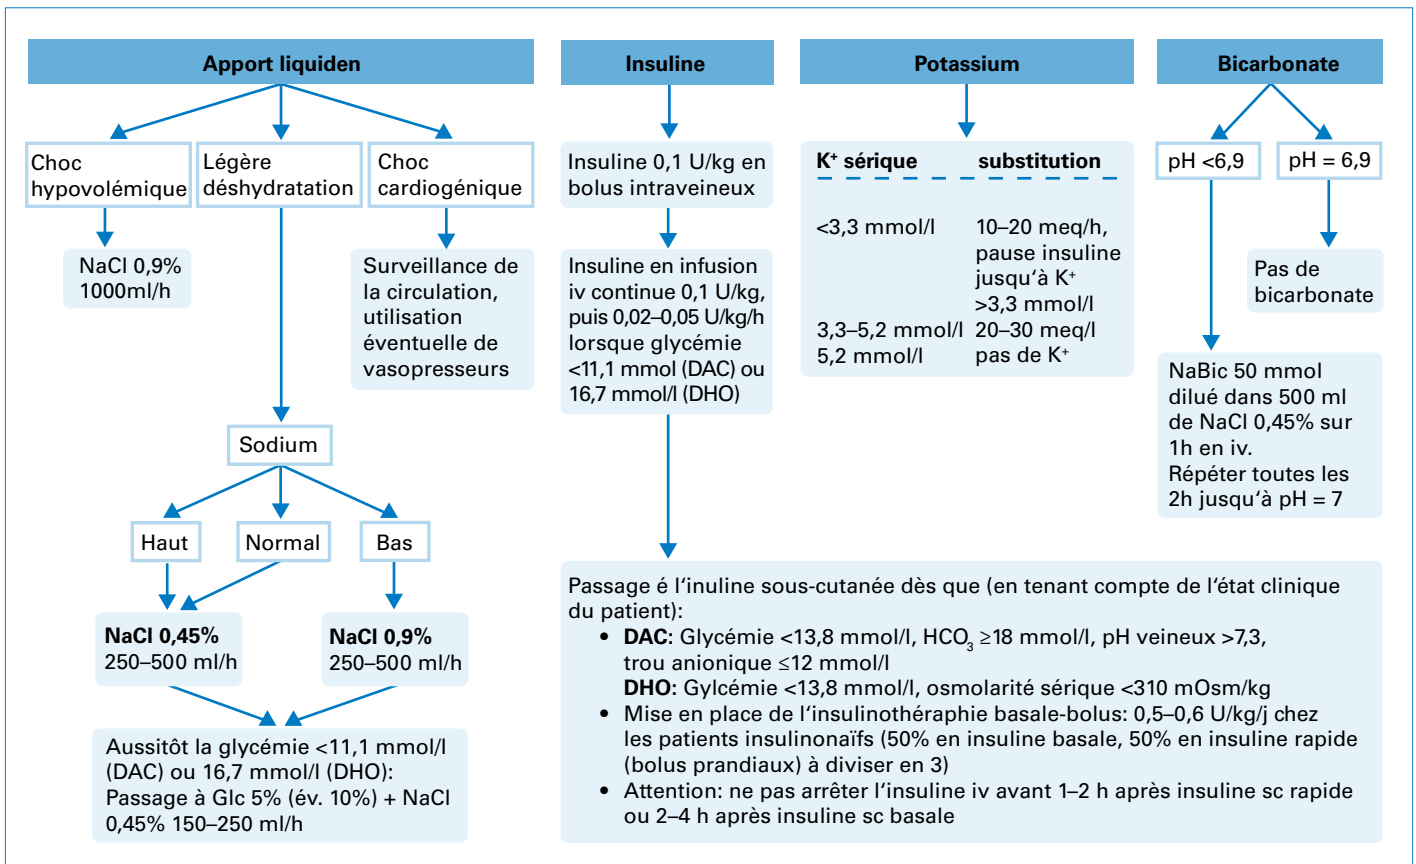 Apport liquiden
Choc
hypovolémique
Légère
déshydratation
Choc
cardiogénique
NaCl 0,9%
1000ml/h
Surveillance de
la circulation,
utilisation
éventuelle de
vasopresseurs
Sodium
Haut
Normal
Bas
NaCl 0,45%
250–500 ml/h
NaCl 0,9%
250–500 ml/h
Aussitôt la glycémie <11,1 mmol/l
(DAC) ou 16,7 mmol/l (DHO):
Passage à Glc 5% (év. 10%) + NaCl
0,45% 150–250 ml/h
Insuline
Insuline 0,1 U/kg en
bolus intraveineux
Insuline en infusion
iv continue 0,1 U/kg,
puis 0,02–0,05 U/kg/h
lorsque glycémie
<11,1 mmol (DAC) ou
16,7 mmol/l (DHO)
Passage é l‘inuline sous-cutanée dès que (en tenant compte de l‘état clinique
du patient):
• DAC: Glycémie <13,8 mmol/l, HCO₃ ≥18 mmol/l, pH veineux >7,3,
trou anionique ≤12 mmol/l
DHO: Gylcémie <13,8 mmol/l, osmolarité sérique <310 mOsm/kg
• Mise en place de l‘insulinothéraphie basale-bolus: 0,5–0,6 U/kg/j chez
les patients insulinonaïfs (50% en insuline basale, 50% en insuline rapide
(bolus prandiaux) à diviser en 3)
• Attention: ne pas arrêter l‘insuline iv avant 1–2 h après insuline sc rapide
ou 2–4 h après insuline sc basale
Potassium
K⁺ sérique substitution
<3,3 mmol/l 10–20 meq/h,
pause insuline
jusqu‘à K⁺
>3,3 mmol/l
3,3–5,2 mmol/l 20–30 meq/l
5,2 mmol/l pas de K⁺
Bicarbonate
pH <6,9
pH = 6,9
Pas de
bicarbonate
NaBic 50 mmol
dilué dans 500 ml
de NaCl 0,45% sur
1h en iv.
Répéter toutes les
2h jusqu‘à pH = 7